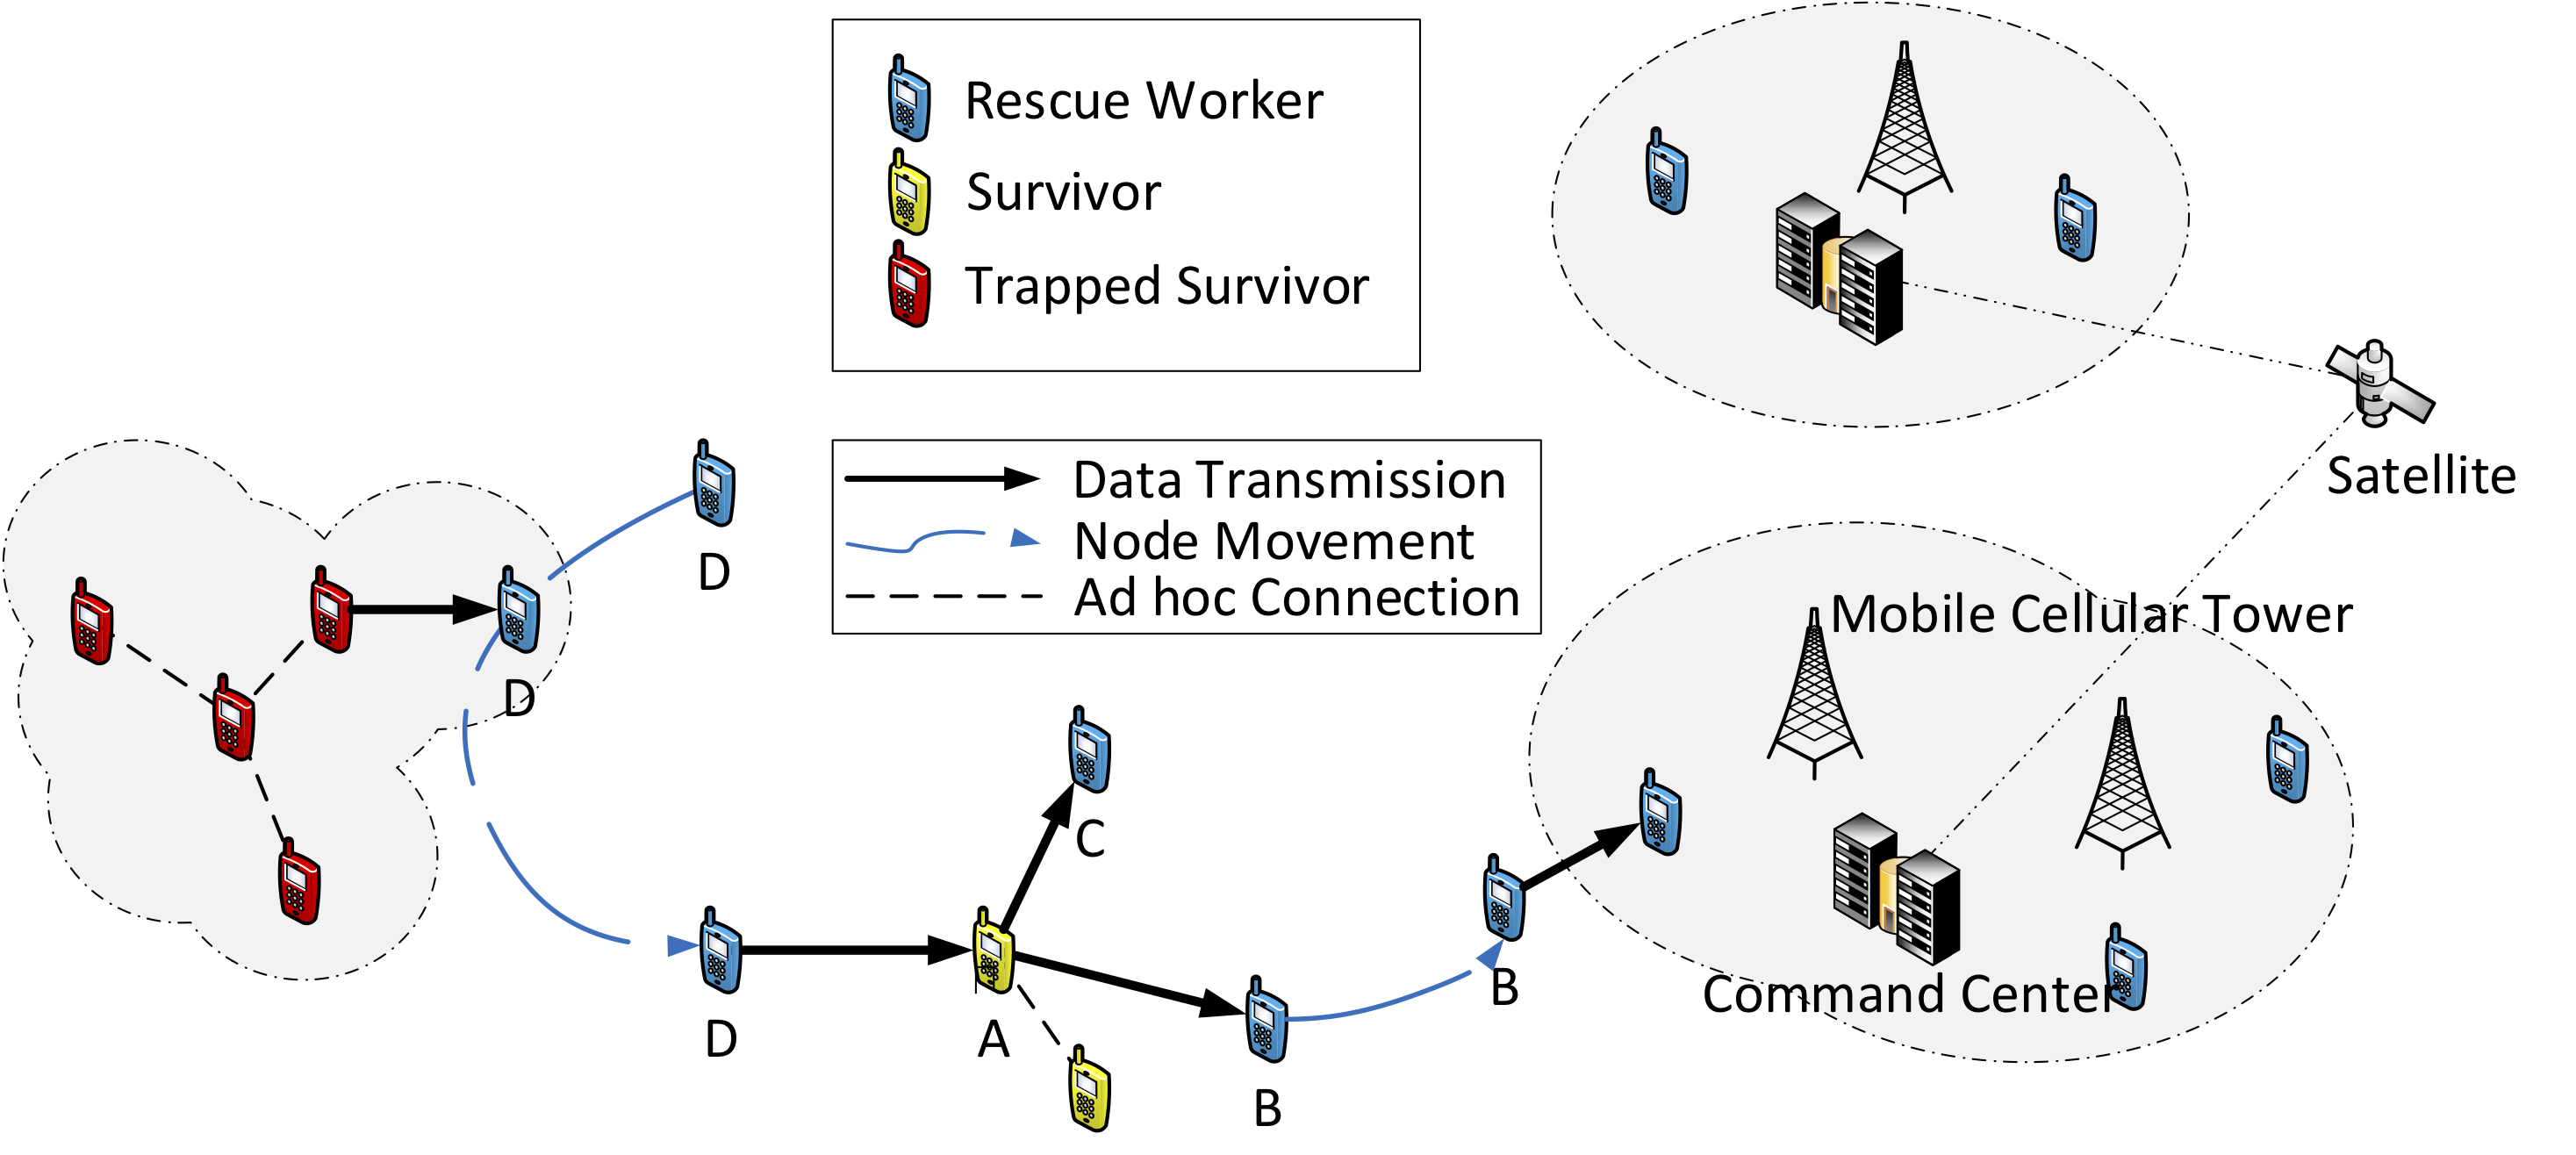 Rescue Worker
Survivor
Trapped Survivor
Data Transmission
Node Movement
Ad hoc Connection
Satellite
Mobile Cellular Tower
Command Center
D
D
D
A
C
B
B